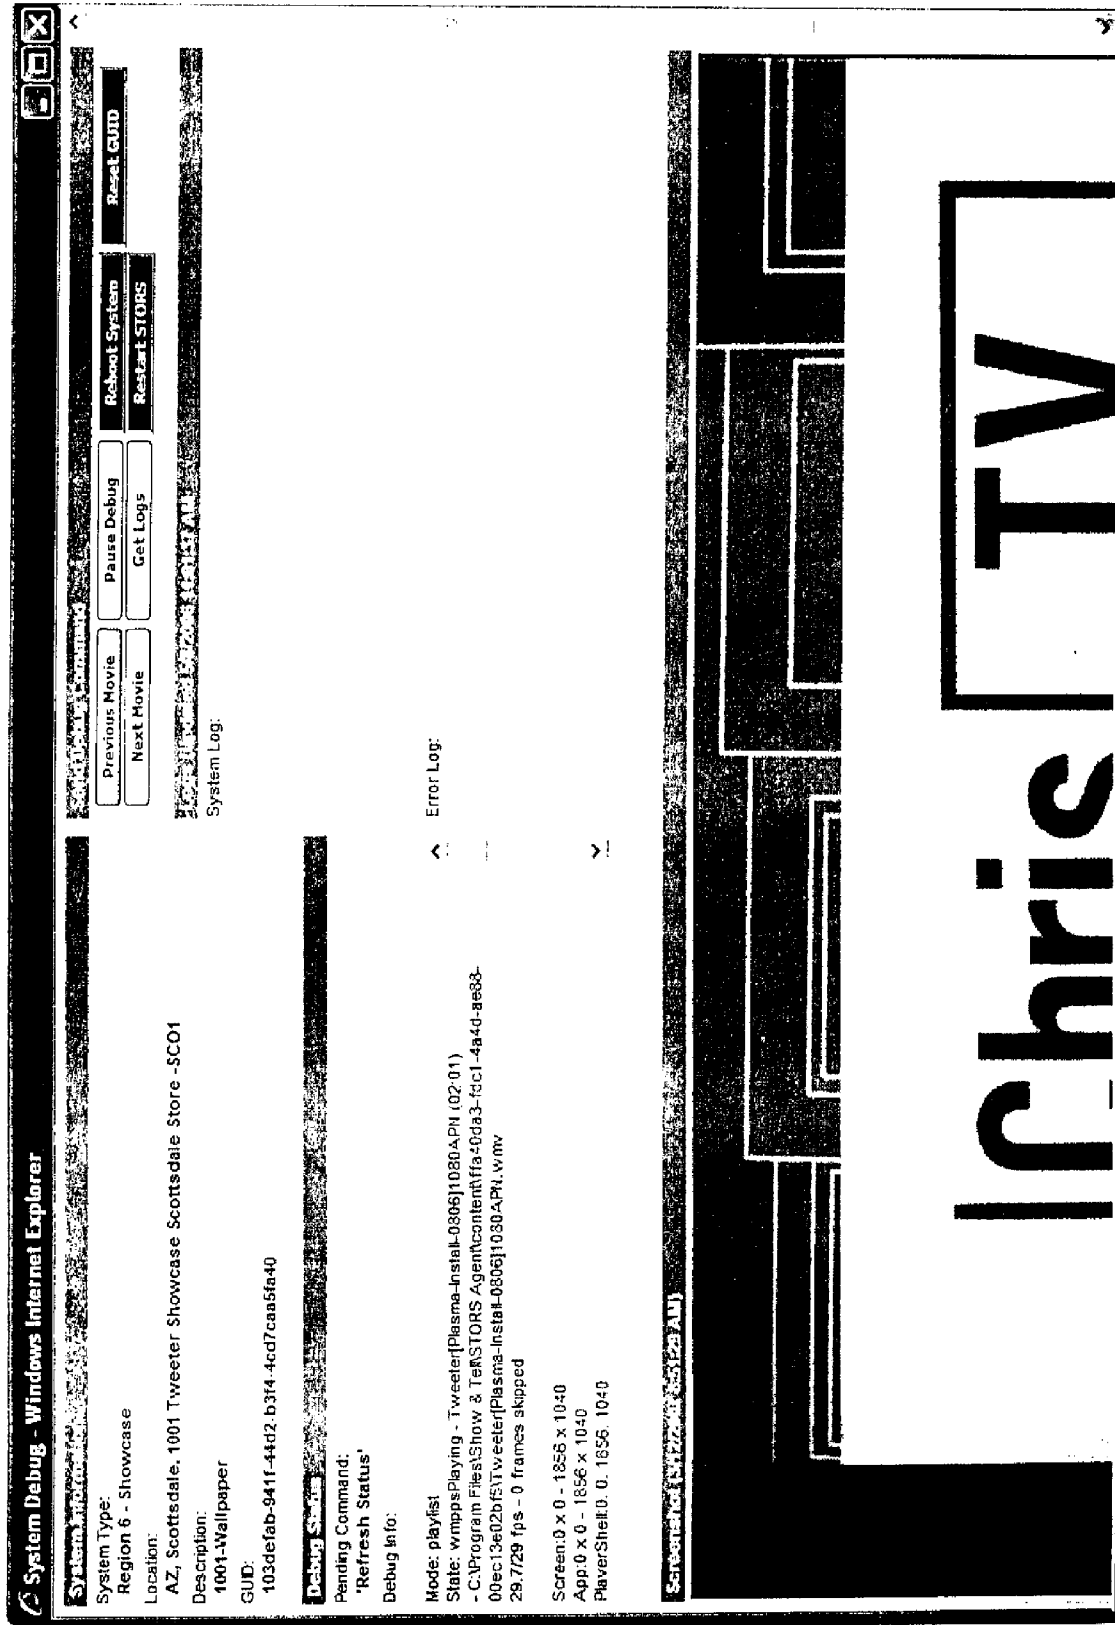 System Debug - Windows Internet Explorer
System Type:
Region 6 - Showcase
Location:
AZ, Scottsdale, 1001 Tweeter Showcase Scottsdale Store -SCO1
Description:
1001-Wallpaper
GUID:
103defab-941f-44d2-b3f4-4cd7caa5fa40
Debug Status
Pending Command:
'Refresh Status'
Debug Info:
Mode: playlist
State: wmppsPlaying - Tweeter[Plasma-Install-0806]1080APN (02:01)
- C:\Program Files\Show & Tell\STORS Agent\content\ffa40da3-fdc1-4a4d-ae88-
00ec13e02bf5\Tweeter[Plasma-Install-0806]1080APN.wmv
29.7/29 fps - 0 frames skipped
Screen:0 x 0 - 1856 x 1040
App:0 x 0 - 1856 x 1040
PlayerShell:0, 0, 1856, 1040
Previous Movie
Pause Debug
Reboot System
Reset GUID
Next Movie
Get Logs
Restart STORS
System Log:
Error Log:
Chris TV